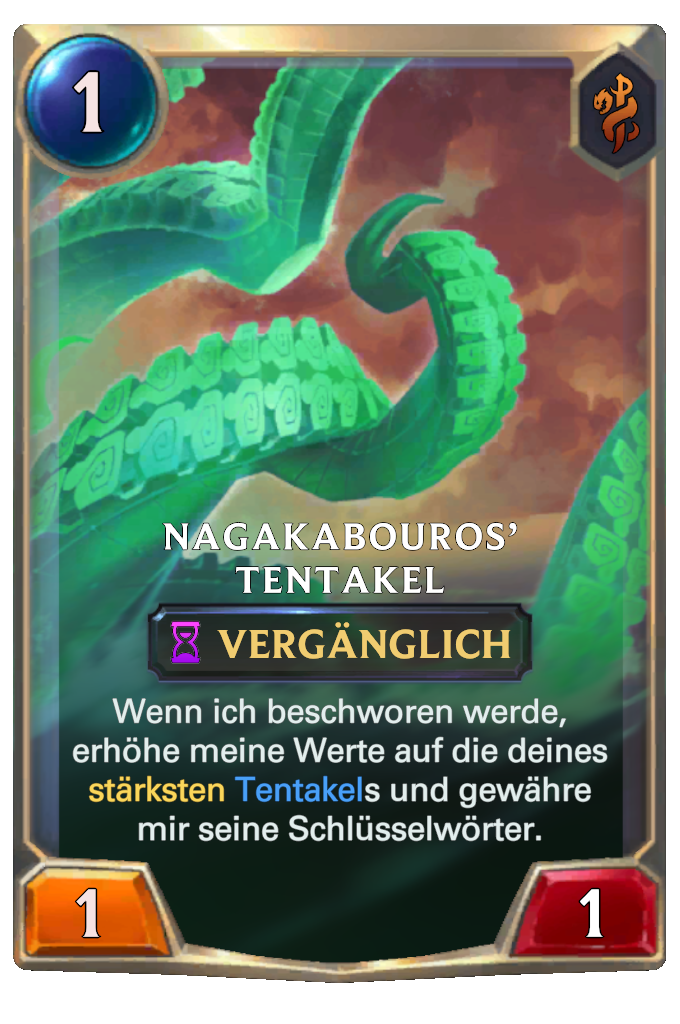 1
NAGAKABOUROS’
TENTAKEL
VERGÄNGLICH
Wenn ich beschworen werde,
erhöhe meine Werte auf die deines
stärksten Tentakels und gewähre
mir seine Schlüsselwörter.
1
1